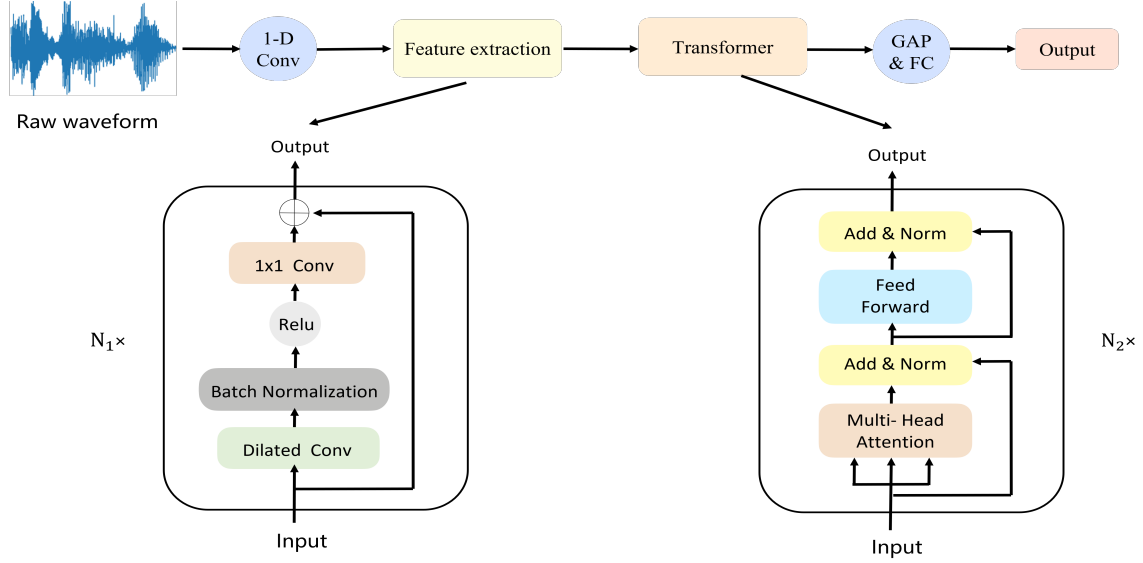 1-D
Conv
Feature extraction
Transformer
GAP
& FC
Output
Raw waveform
Output
1x1 Conv
Relu
N1×
Batch Normalization
Dilated Conv
Input
Output
Add & Norm
Feed
Forward
N2×
Add & Norm
Multi- Head
Attention
Input